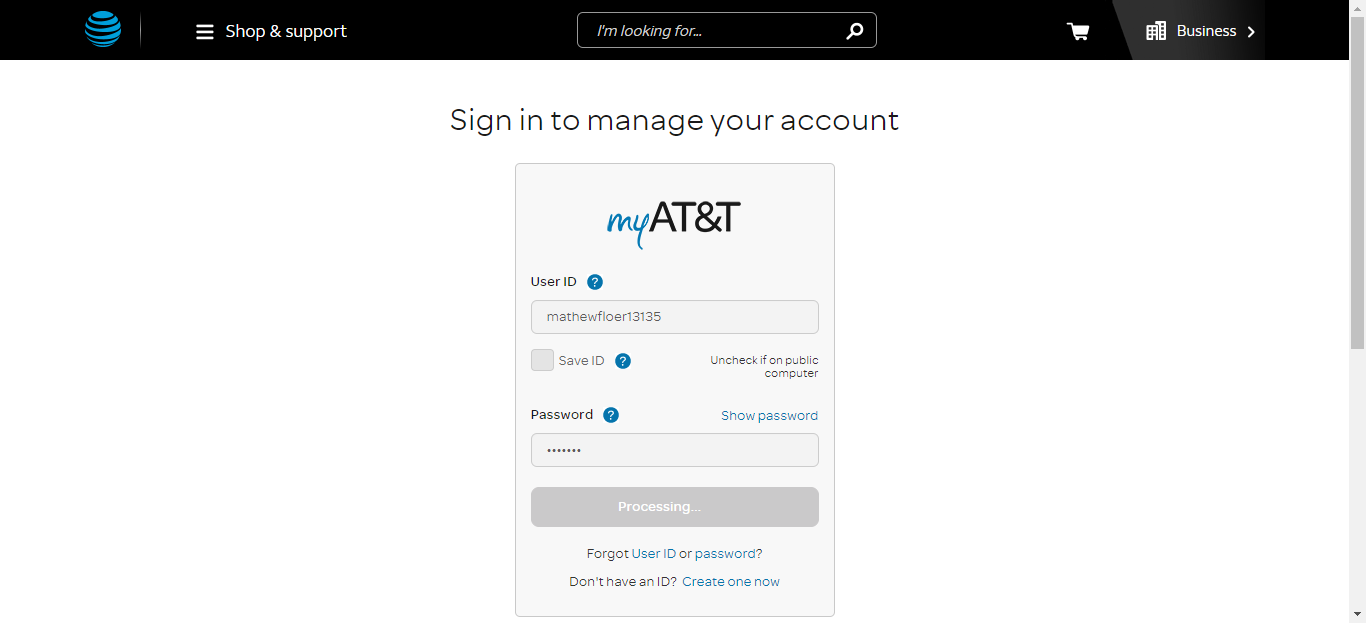 Shop & support
I'm looking for...
Business
Sign in to manage your account
myAT&T
User ID ?
mathewfloer13135
Save ID ?
Uncheck if on public
computer
Password ?
Show password
•••••••
Processing...
Forgot User ID or password?
Don't have an ID? Create one now